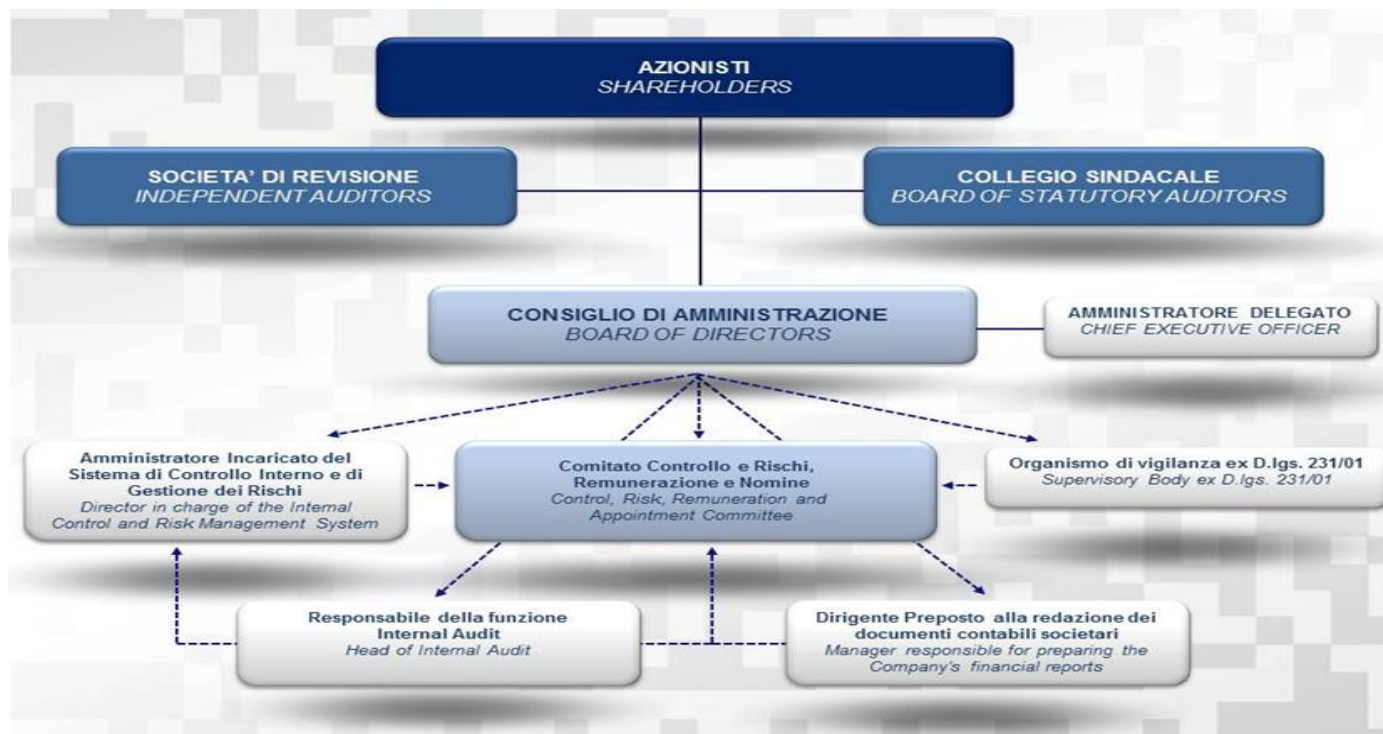 AZIONISTI
SHAREHOLDERS
SOCIETA' DI REVISIONE
INDEPENDENT AUDITORS
COLLEGIO SINDACALE
BOARD OF STATUTORY AUDITORS
CONSIGLIO DI AMMINISTRAZIONE
BOARD OF DIRECTORS
AMMINISTRATORE DELEGATO
CHIEF EXECUTIVE OFFICER
Amministratore Incaricato del
Sistema di Controllo Interno e di
Gestione dei Rischi
Director in charge of the Internal
Control and Risk Management System
Comitato Controllo e Rischi,
Remunerazione e Nomine
Control, Risk, Remuneration and
Appointment Committee
Organismo di vigilanza ex D.lgs. 231/01
Supervisory Body ex D.lgs. 231/01
Responsabile della funzione
Internal Audit
Head of Internal Audit
Dirigente Preposto alla redazione dei
documenti contabili societari
Manager responsible for preparing the
Company's financial reports